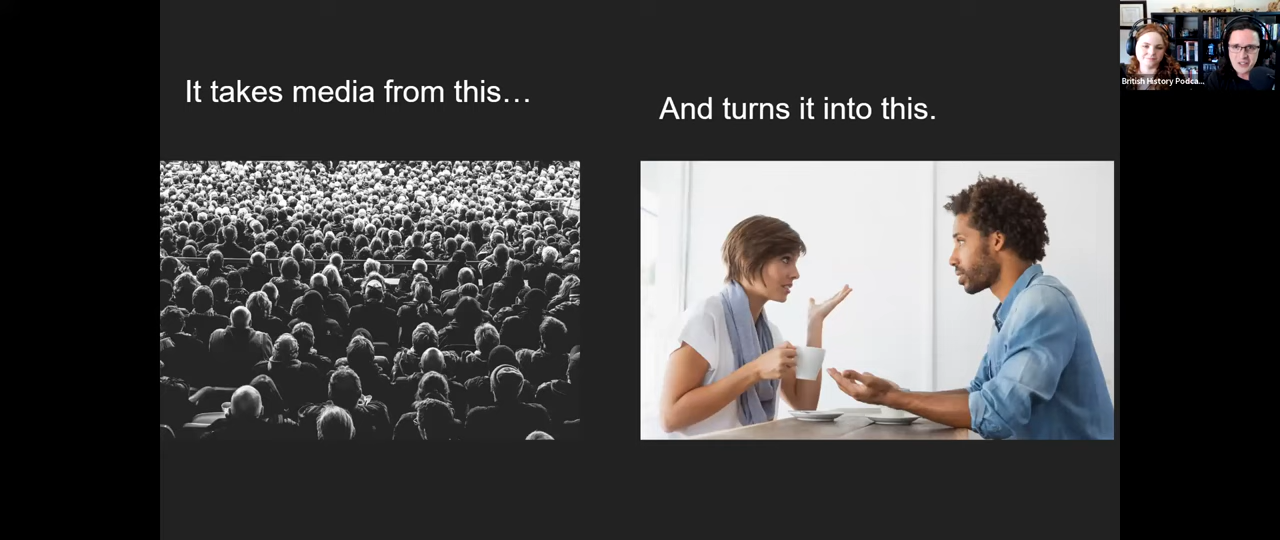 It takes media from this…
And turns it into this.
British History Podca...